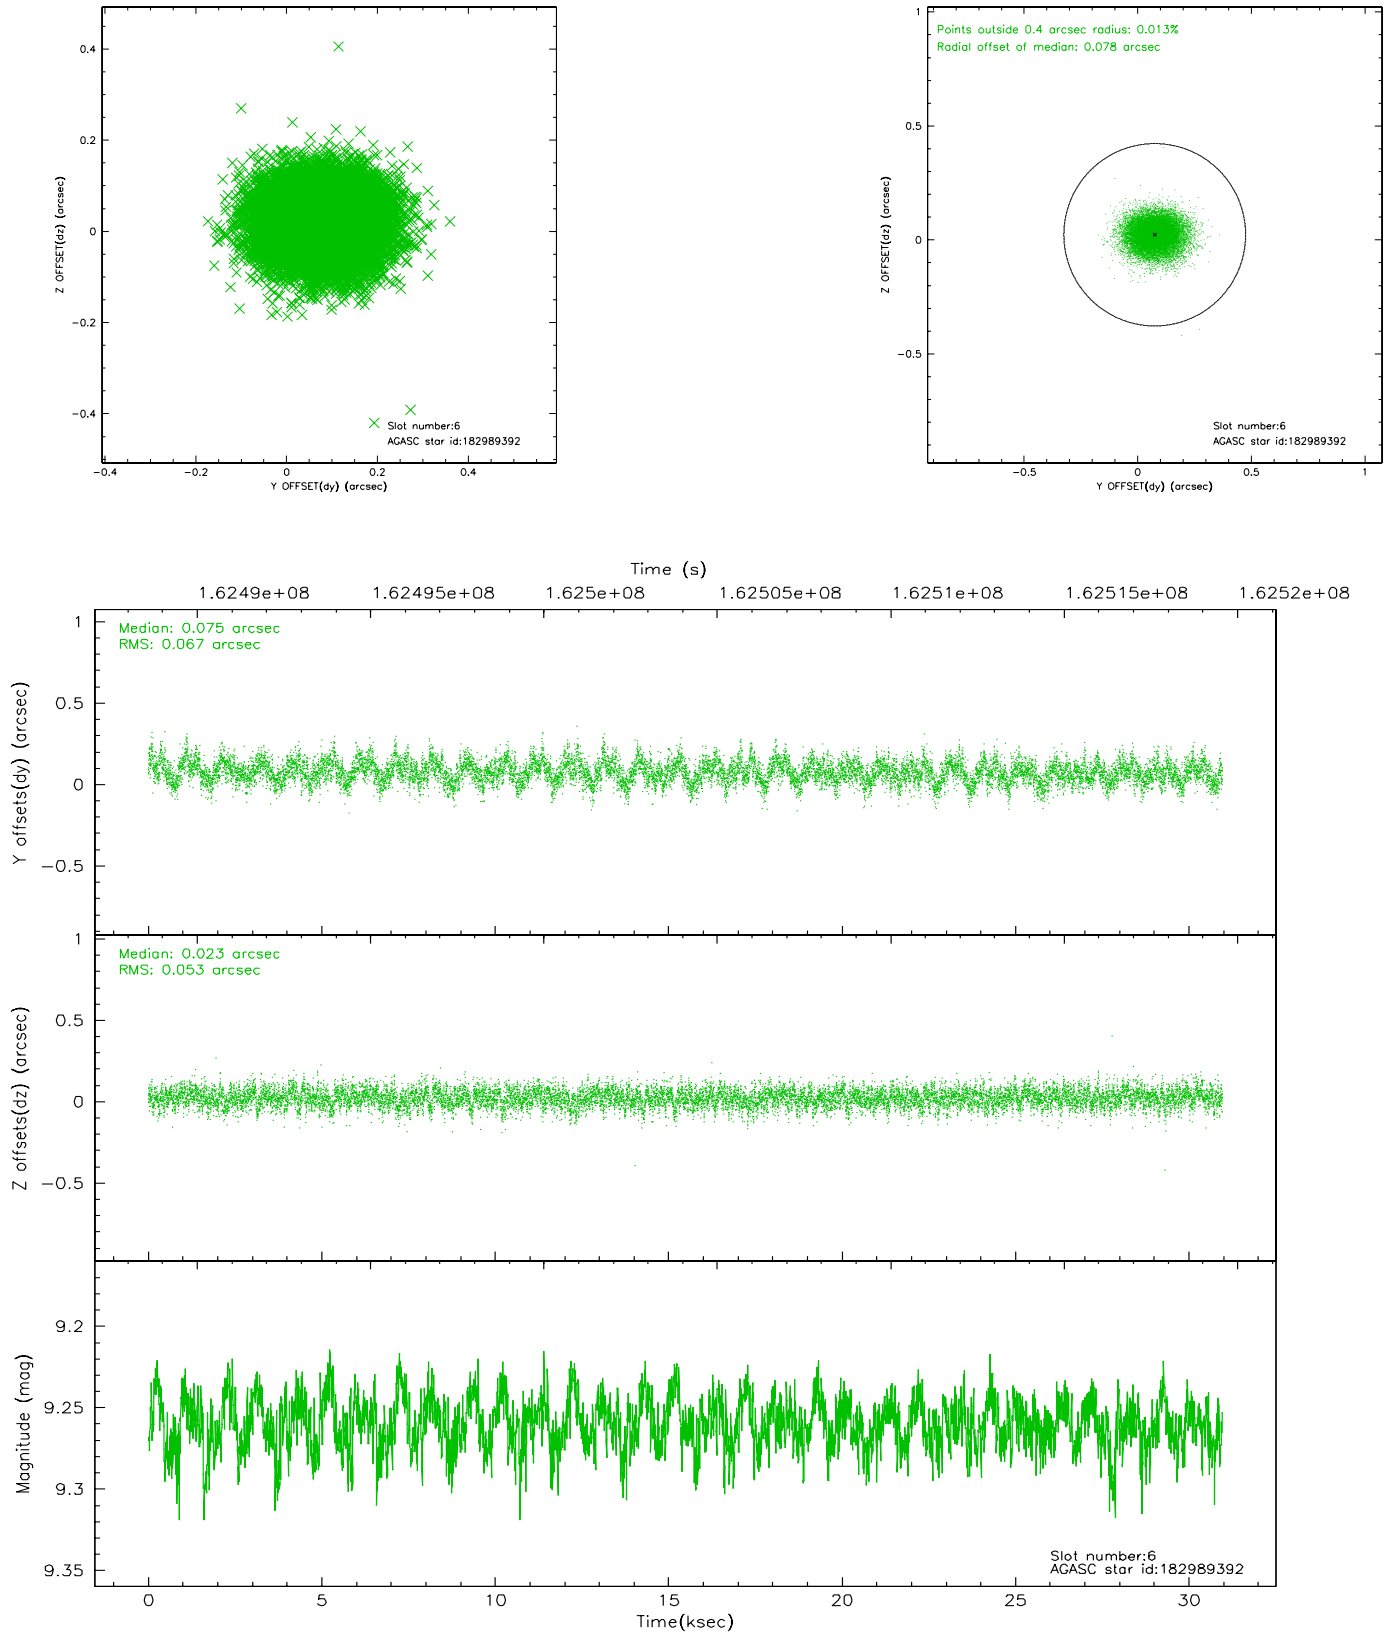 0.4
0.2
0
−0.2
−0.4
Z OFFSET(dz) (arcsec)
−0.4
−0.2
0
0.2
0.4
Y OFFSET(dy) (arcsec)
Slot number:6
AGASC star id:182989392
Points outside 0.4 arcsec radius: 0.013%
Radial offset of median: 0.078 arcsec
1
0.5
0
−0.5
Z OFFSET(dz) (arcsec)
−0.5
0
0.5
1
Y OFFSET(dy) (arcsec)
Slot number:6
AGASC star id:182989392
Time (s)
1.6249e+08
1.62495e+08
1.625e+08
1.62505e+08
1.6251e+08
1.62515e+08
1.6252e+08
Median: 0.075 arcsec
RMS: 0.067 arcsec
1
0.5
0
−0.5
Y offsets(dy) (arcsec)
Median: 0.023 arcsec
RMS: 0.053 arcsec
1
0.5
0
−0.5
Z offsets(dz) (arcsec)
9.2
9.25
9.3
9.35
Magnitude (mag)
Slot number:6
AGASC star id:182989392
0
5
10
15
20
25
30
Time(ksec)